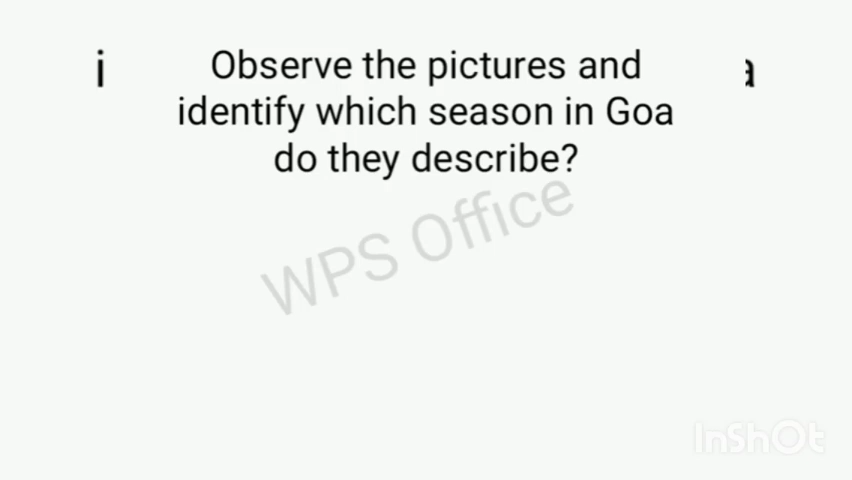 i Observe the pictures and a
identify which season in Goa
do they describe?
WPS Office
InShOt